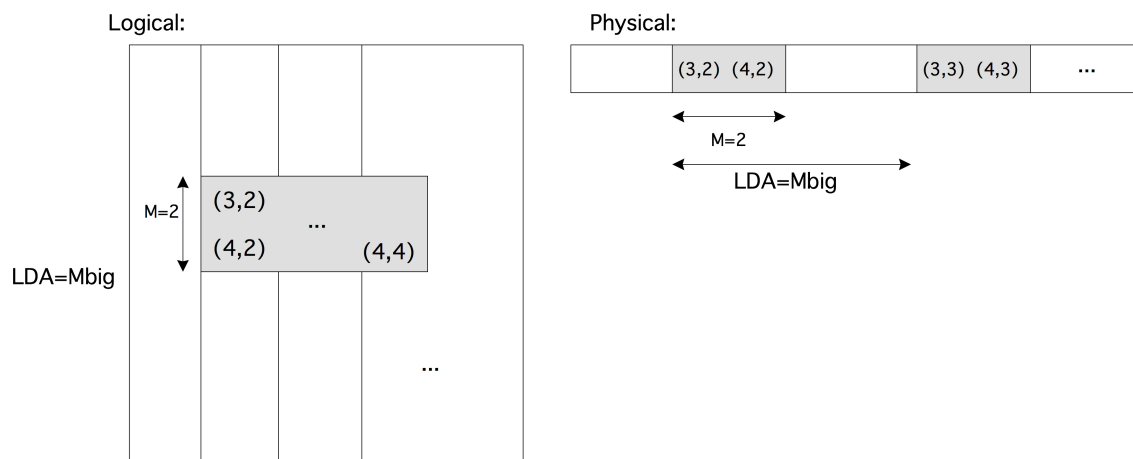 Logical:
M=2
(3,2)
...
(4,2)
(4,4)
LDA=Mbig
...
Physical:
(3,2) (4,2)
(3,3) (4,3)
...
M=2
LDA=Mbig